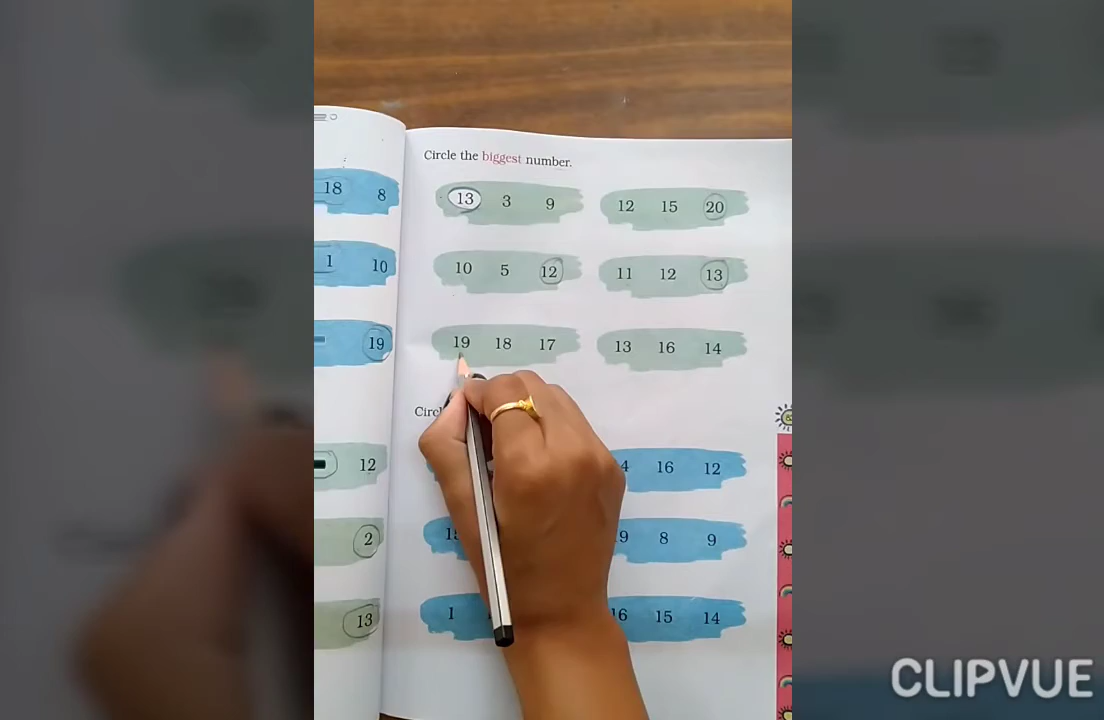 18 8
1 10
19
12
2
13
Circle the biggest number.
13 3 9 12 15 20
10 5 12 11 12 13
19 18 17 13 16 14
16 12
8 9
1 16 15 14
CLIPVUE